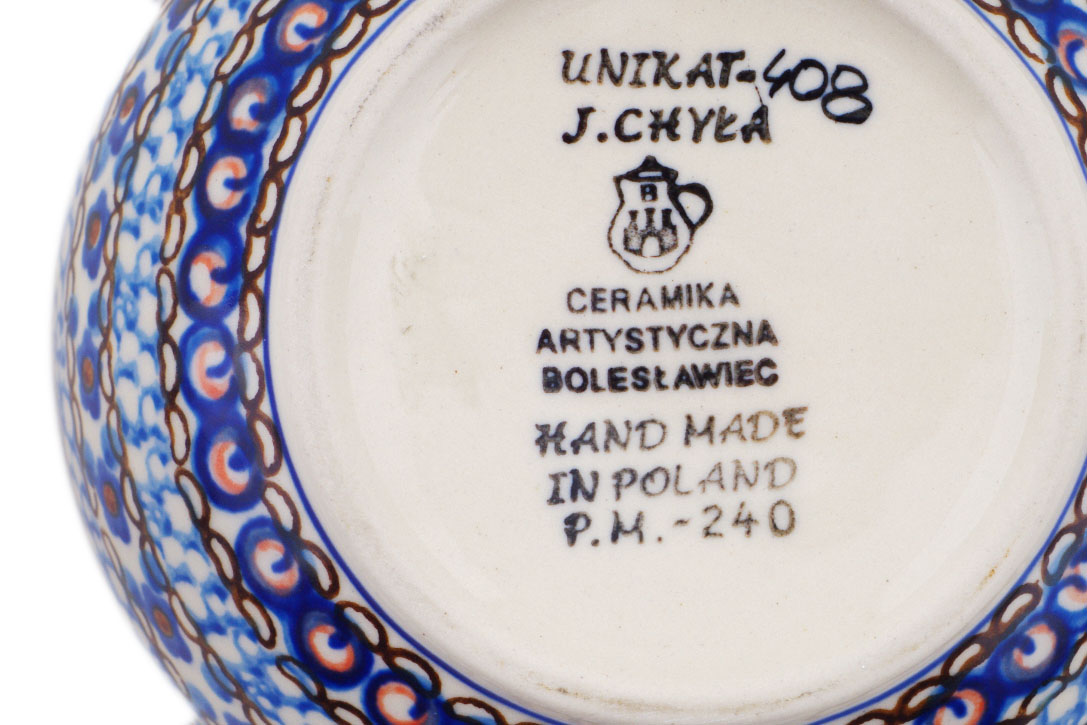 UNIKAT-408
J.CHYŁA
B
CERAMIKA
ARTYSTYCZNA
BOLESŁAWIEC
HAND MADE
IN POLAND
P.M.-240